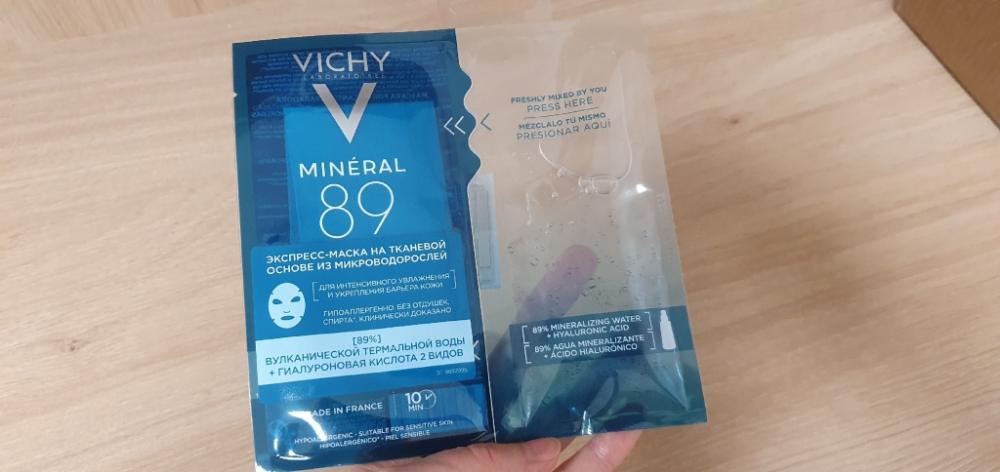 VICHY
LABORATOIRES
MINÉRAL
89
ЭКСПРЕСС-МАСКА НА ТКАНЕВОЙ
ОСНОВЕ ИЗ МИКРОВОДОРОСЛЕЙ
ДЛЯ ИНТЕНСИВНОГО УВЛАЖНЕНИЯ
И УКРЕПЛЕНИЯ БАРЬЕРА КОЖИ
ГИПОАЛЛЕРГЕННО. БЕЗ ОТДУШЕК,
СПИРТА*. КЛИНИЧЕСКИ ДОКАЗАНО
[89%]
ВУЛКАНИЧЕСКОЙ ТЕРМАЛЬНОЙ ВОДЫ
+ ГИАЛУРОНОВАЯ КИСЛОТА 2 ВИДОВ
MADE IN FRANCE
10
MIN
HYPOALLERGENIC - SUITABLE FOR SENSITIVE SKIN
HIPOALERGÉNICO* - PIEL SENSIBLE
FRESHLY MIXED BY YOU
PRESS HERE
MÉZCLALO TÚ MISMO
PRESIONAR AQUÍ
89% MINERALIZING WATER
+ HYALURONIC ACID
89% AGUA MINERALIZANTE
+ ÁCIDO HIALURÓNICO